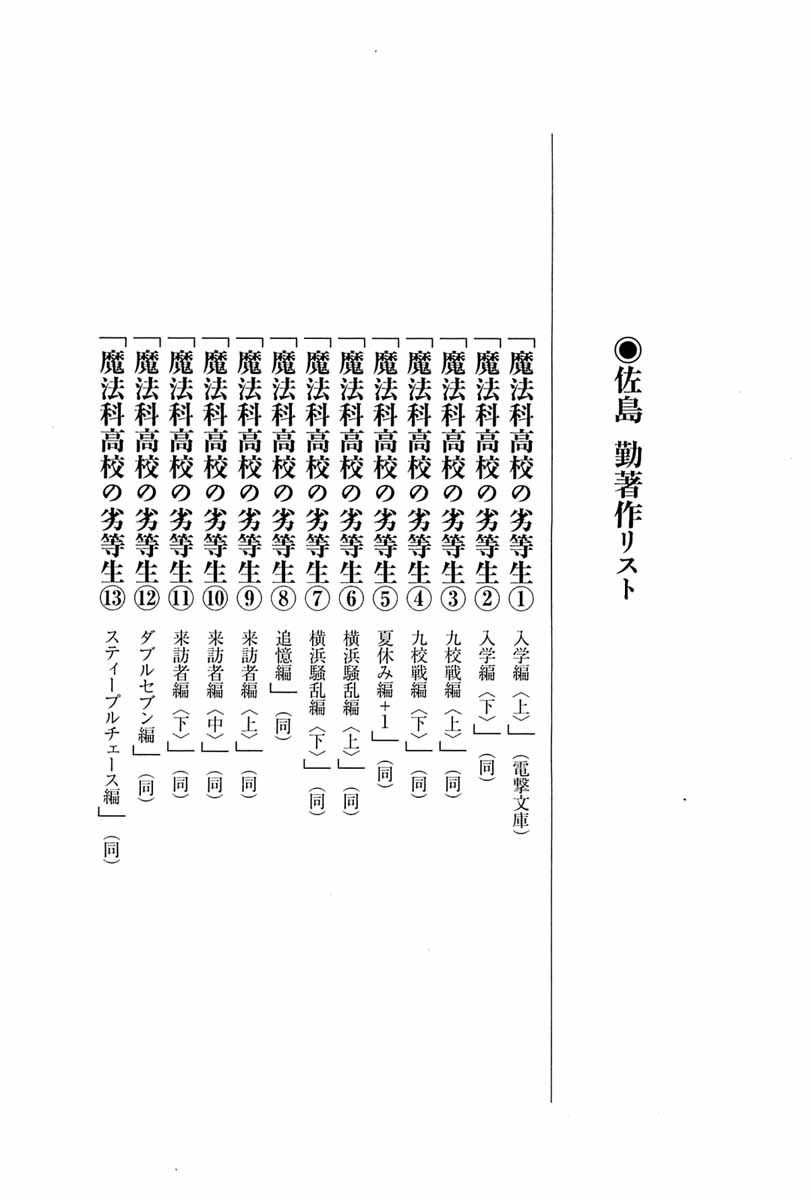 ◉佐島 勤著作リスト
「魔法科高校の劣等生① 入学編〈上〉」（電撃文庫）
「魔法科高校の劣等生② 入学編〈下〉」（同）
「魔法科高校の劣等生③ 九校戦編〈上〉」（同）
「魔法科高校の劣等生④ 九校戦編〈下〉」（同）
「魔法科高校の劣等生⑤ 夏休み編＋1」（同）
「魔法科高校の劣等生⑥ 横浜騒乱編〈上〉」（同）
「魔法科高校の劣等生⑦ 横浜騒乱編〈下〉」（同）
「魔法科高校の劣等生⑧ 追憶編」（同）
「魔法科高校の劣等生⑨ 来訪者編〈上〉」（同）
「魔法科高校の劣等生⑩ 来訪者編〈中〉」（同）
「魔法科高校の劣等生⑪ 来訪者編〈下〉」（同）
「魔法科高校の劣等生⑫ ダブルセブン編」（同）
「魔法科高校の劣等生⑬ スティープルチェース編」（同）